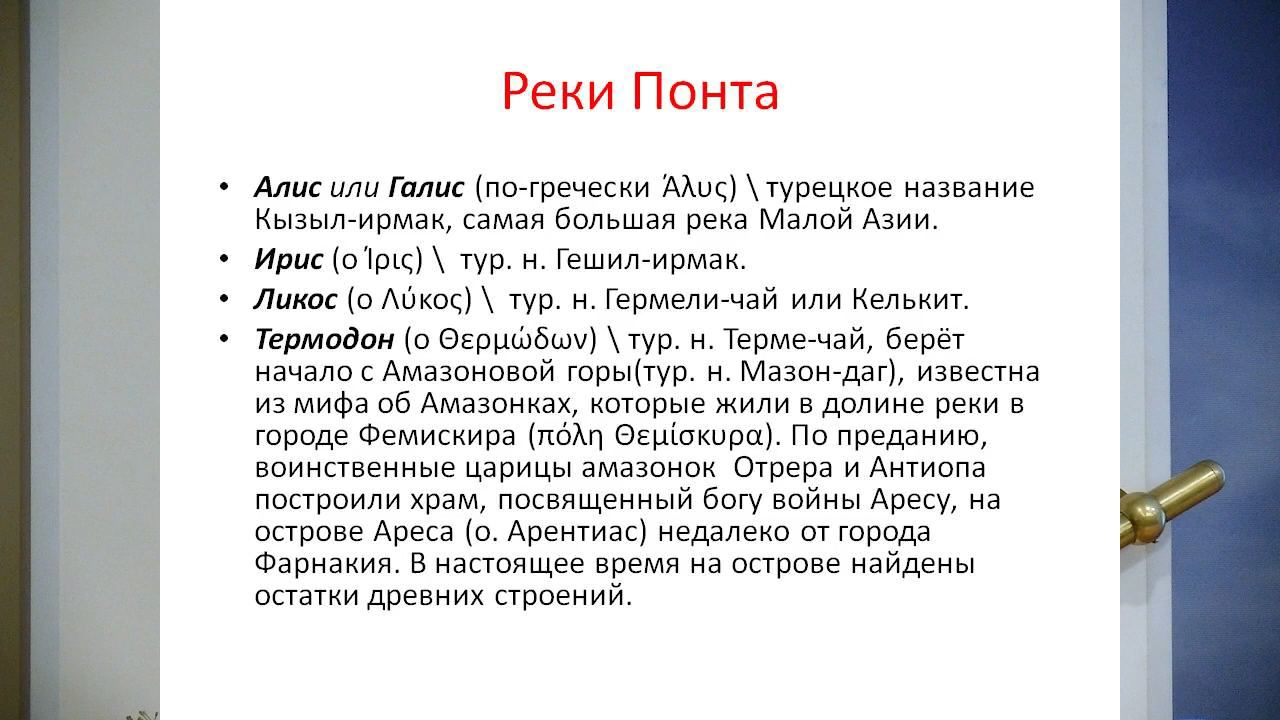 Реки Понта
• Алис или Галис (по-гречески Άλυς) \ турецкое название
Кызыл-ирмак, самая большая река Малой Азии.
• Ирис (ο Ίρις) \ тур. н. Гешил-ирмак.
• Ликос (ο Λύκος) \ тур. н. Гермели-чай или Келькит.
• Термодон (ο Θερμώδων) \ тур. н. Терме-чай, берёт
начало с Амазоновой горы(тур. н. Мазон-даг), известна
из мифа об Амазонках, которые жили в долине реки в
городе Фемискира (πόλη Θεμίσκυρα). По преданию,
воинственные царицы амазонок Отрера и Антиопа
построили храм, посвященный богу войны Аресу, на
острове Ареса (о. Арентиас) недалеко от города
Фарнакия. В настоящее время на острове найдены
остатки древних строений.